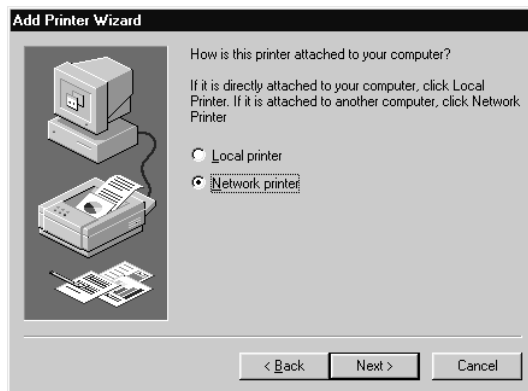 Add Printer Wizard
How is this printer attached to your computer?
If it is directly attached to your computer, click Local
Printer. If it is attached to another computer, click Network
Printer
Local printer
Network printer
< Back
Next >
Cancel